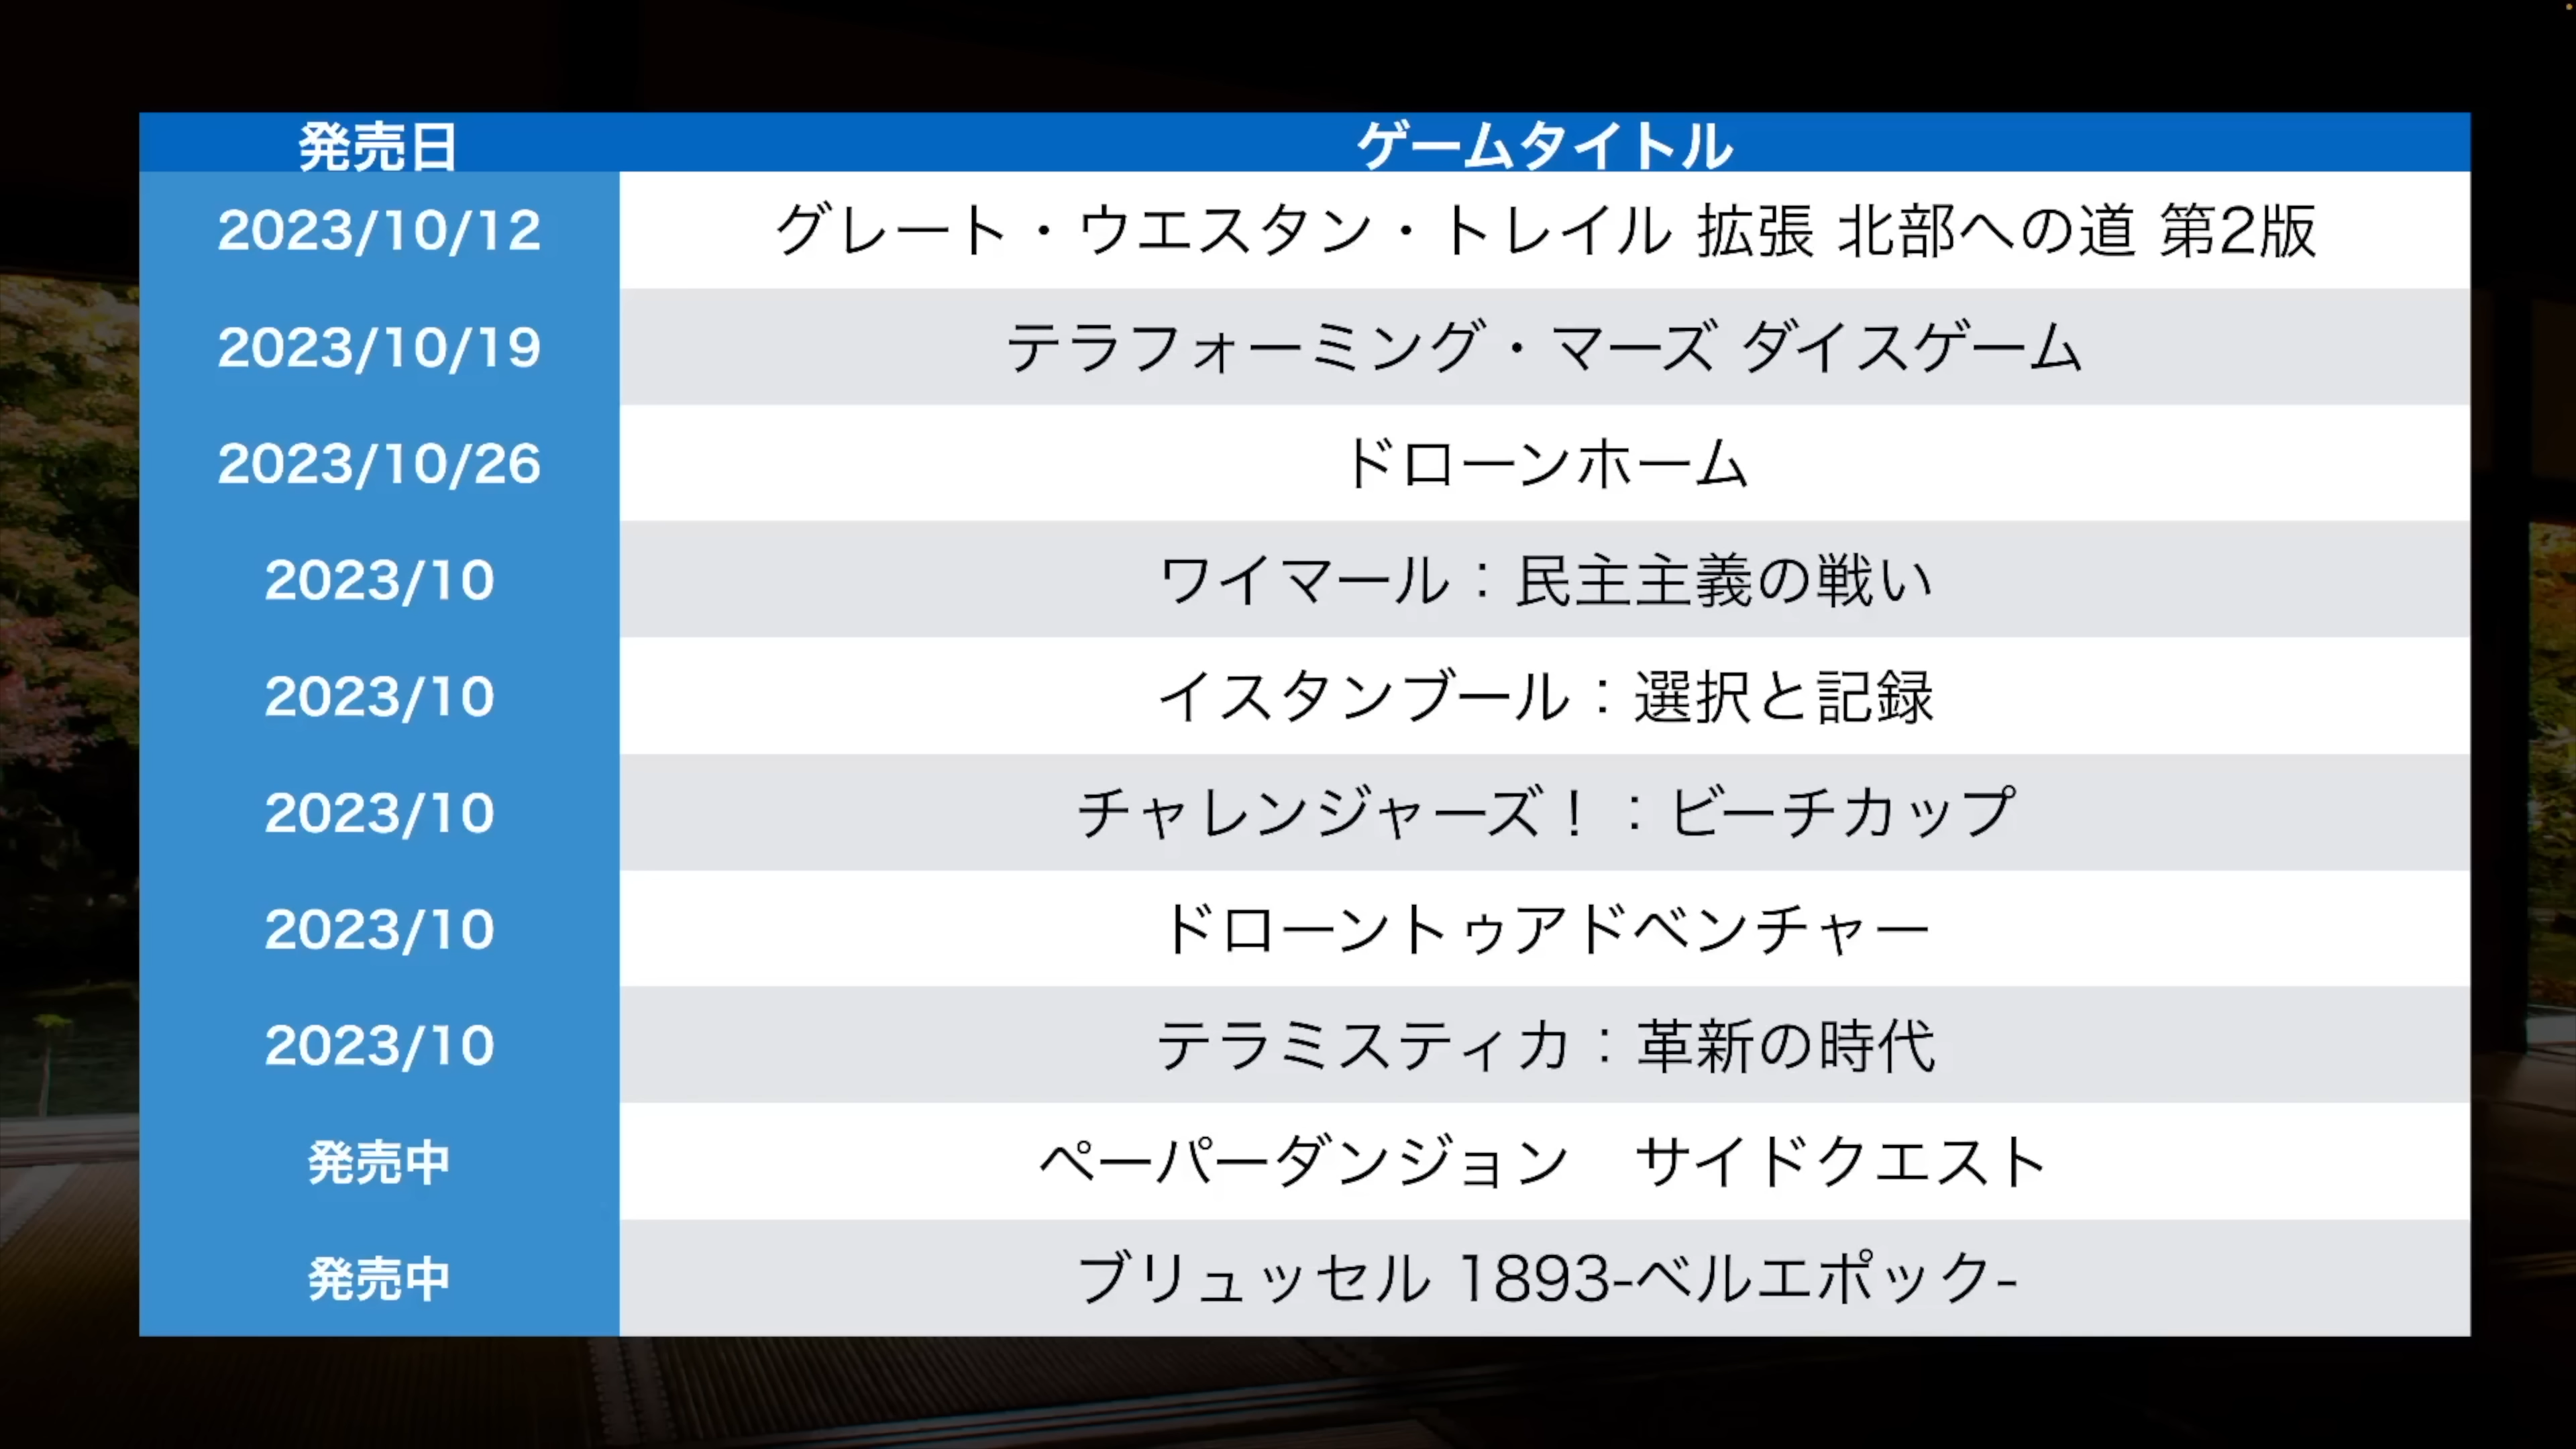 発売日 ゲームタイトル
2023/10/12 グレート・ウエスタン・トレイル 拡張 北部への道 第2版
2023/10/19 テラフォーミング・マーズ ダイスゲーム
2023/10/26 ドローンホーム
2023/10 ワイマール：民主主義の戦い
2023/10 イスタンブール：選択と記録
2023/10 チャレンジャーズ！：ビーチカップ
2023/10 ドローントゥアドベンチャー
2023/10 テラミスティカ：革新の時代
発売中 ペーパーダンジョン　サイドクエスト
発売中 ブリュッセル 1893-ベルエポック-